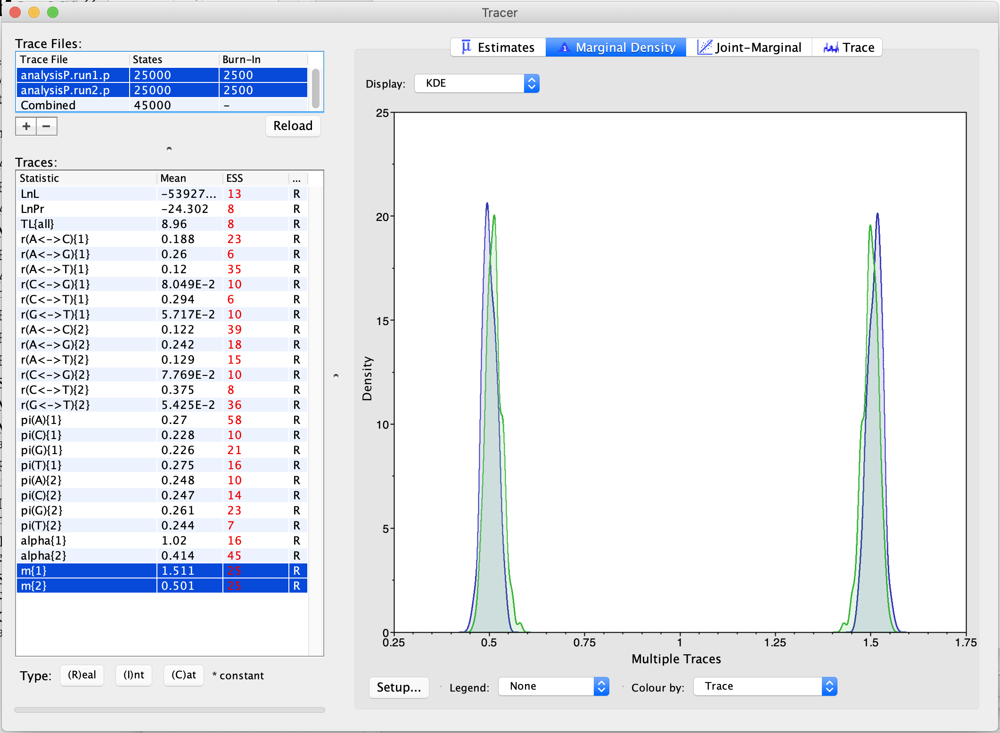 Tracer
Trace Files:
Trace File States Burn-In
analysisP.run1.p 25000 2500
analysisP.run2.p 25000 2500
Combined 45000 -
+ -
Reload
Traces:
Statistic Mean ESS ...
LnL -53927... 13 R
LnPr -24.302 8 R
TL{all} 8.96 8 R
r(A<->C){1} 0.188 23 R
r(A<->G){1} 0.26 6 R
r(A<->T){1} 0.12 35 R
r(C<->G){1} 8.049E-2 10 R
r(C<->T){1} 0.294 6 R
r(G<->T){1} 5.717E-2 10 R
r(A<->C){2} 0.122 39 R
r(A<->G){2} 0.242 18 R
r(A<->T){2} 0.129 15 R
r(C<->G){2} 7.769E-2 10 R
r(C<->T){2} 0.375 8 R
r(G<->T){2} 5.425E-2 36 R
pi(A){1} 0.27 58 R
pi(C){1} 0.228 10 R
pi(G){1} 0.226 21 R
pi(T){1} 0.275 16 R
pi(A){2} 0.248 10 R
pi(C){2} 0.247 14 R
pi(G){2} 0.261 23 R
pi(T){2} 0.244 7 R
alpha{1} 1.02 16 R
alpha{2} 0.414 45 R
m{1} 1.511 25 R
m{2} 0.501 25 R
Type: (R)eal (I)nt (C)at * constant
Estimates Marginal Density Joint-Marginal Trace
Display: KDE
25
20
15
10
5
0
Density
0.25 0.5 0.75 1 1.25 1.5 1.75
Multiple Traces
Setup... Legend: None Colour by: Trace